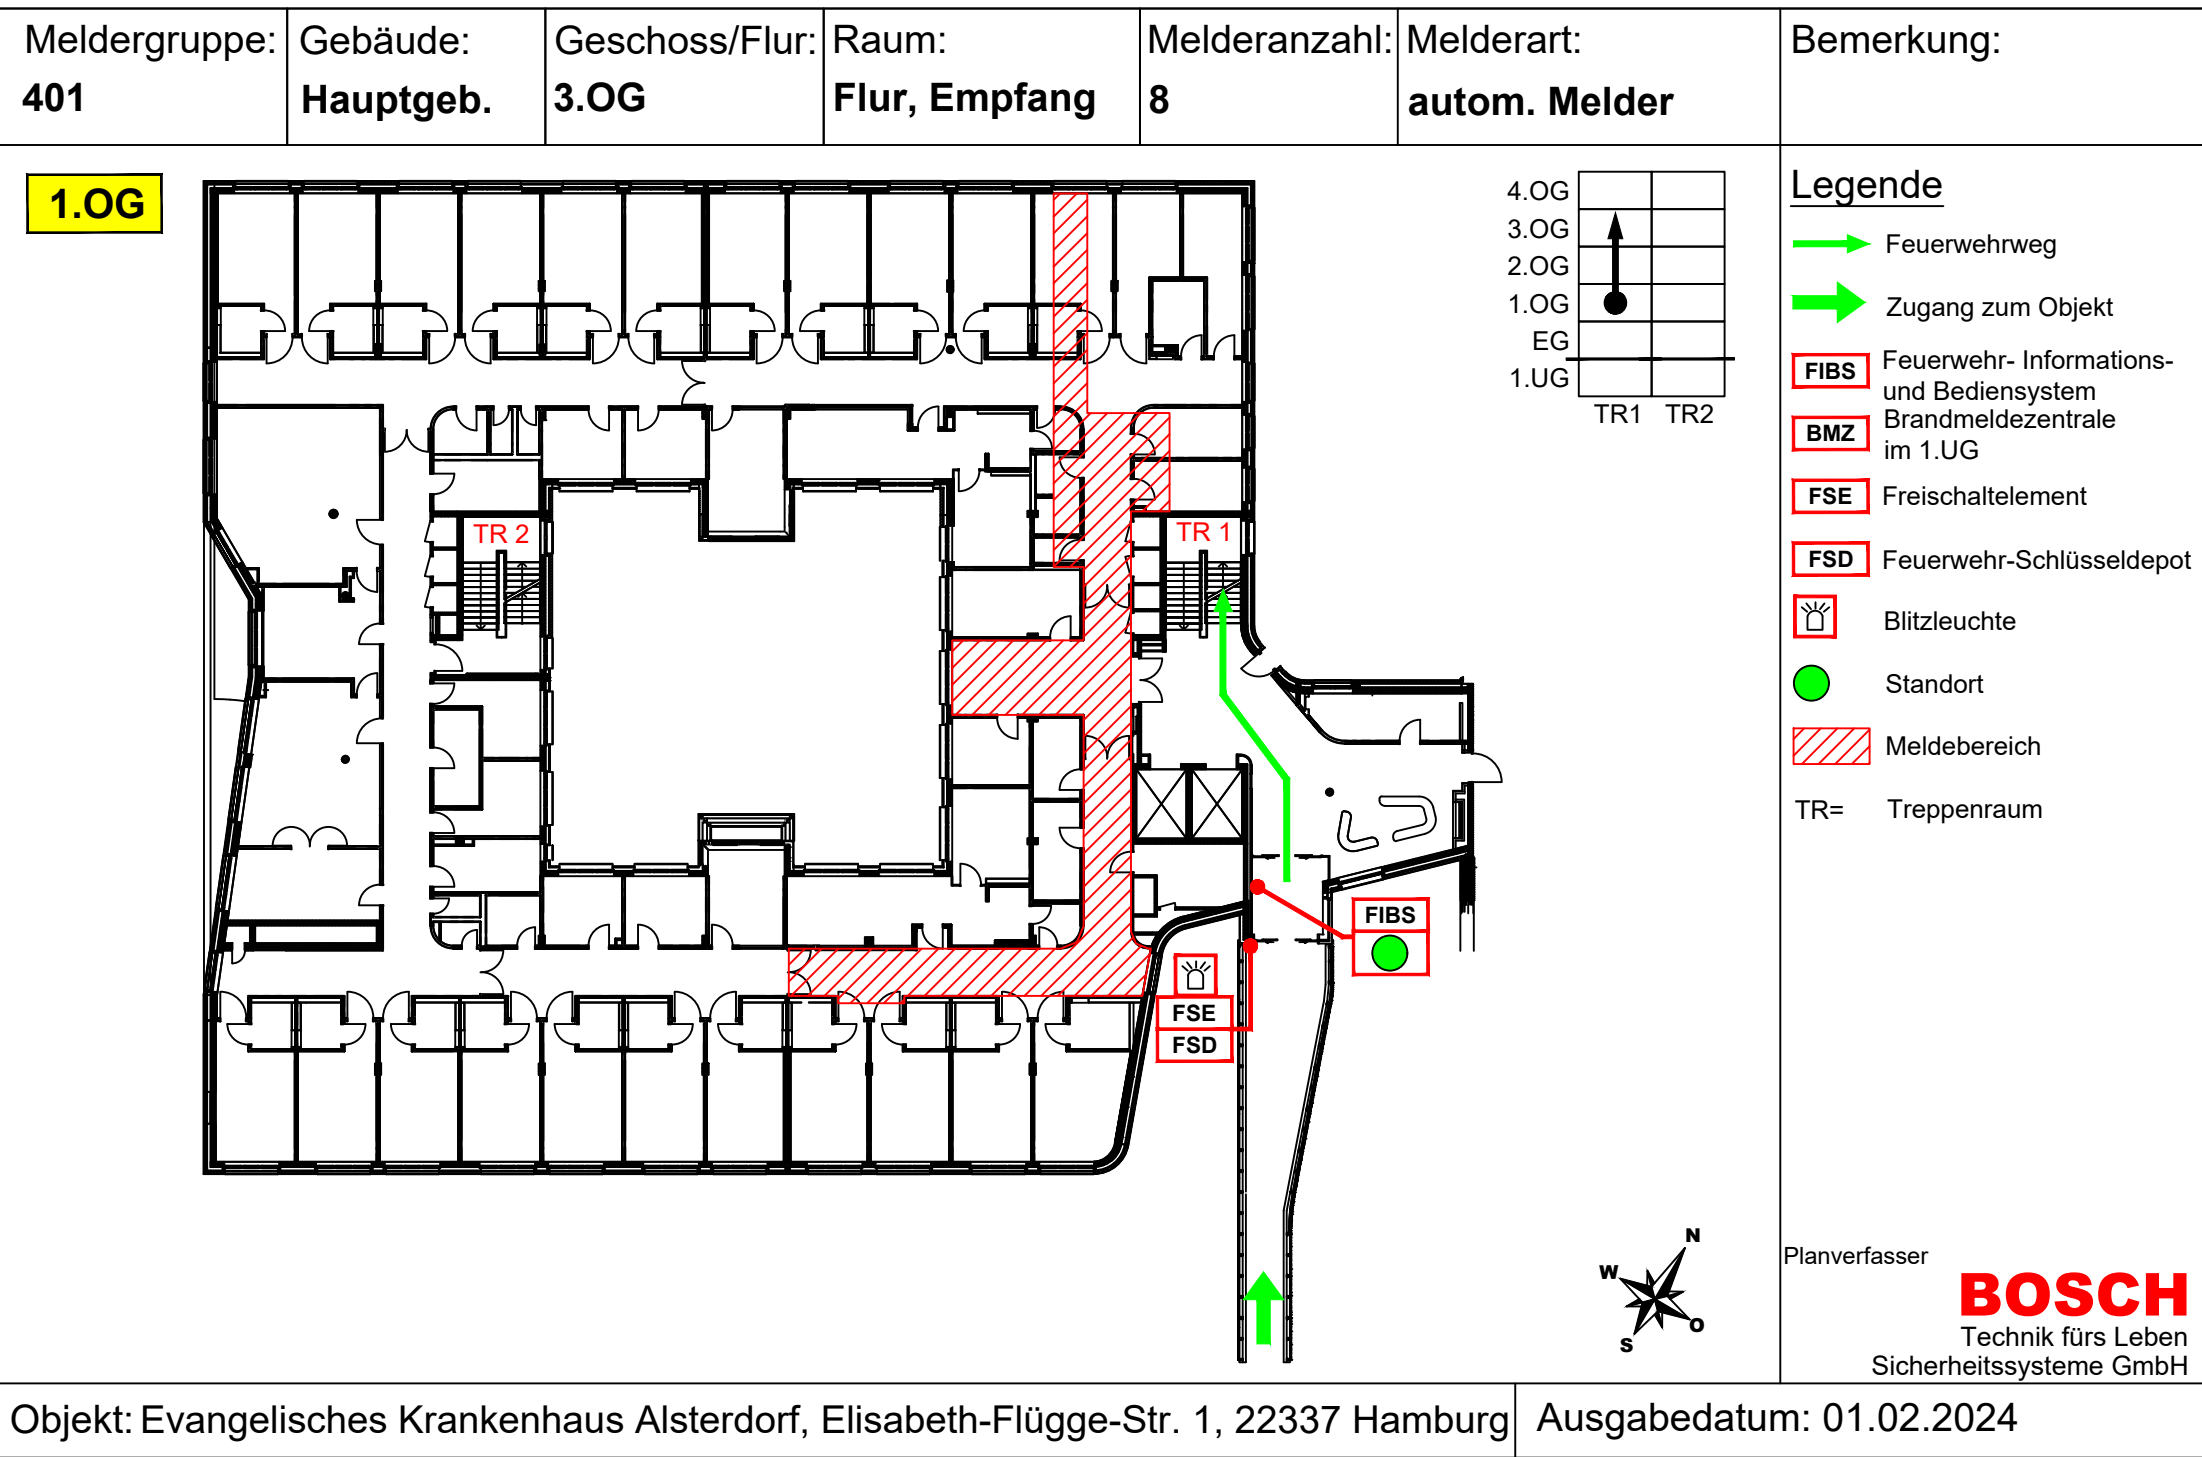 Meldergruppe: Gebäude: Geschoss/Flur: Raum: Melderanzahl: Melderart: Bemerkung:
401 Hauptgeb. 3.OG Flur, Empfang 8 autom. Melder
1.OG
4.OG
3.OG
2.OG
1.OG
EG
1.UG
TR1 TR2
TR 2
TR 1
FIBS
FSE
FSD
N
W
O
S
Legende
Feuerwehrweg
Zugang zum Objekt
FIBS Feuerwehr- Informations-
und Bediensystem
BMZ Brandmeldezentrale
im 1.UG
FSE Freischaltelement
FSD Feuerwehr-Schlüsseldepot
Blitzleuchte
Standort
Meldebereich
TR= Treppenraum
Planverfasser
BOSCH
Technik fürs Leben
Sicherheitssysteme GmbH
Objekt: Evangelisches Krankenhaus Alsterdorf, Elisabeth-Flügge-Str. 1, 22337 Hamburg Ausgabedatum: 01.02.2024